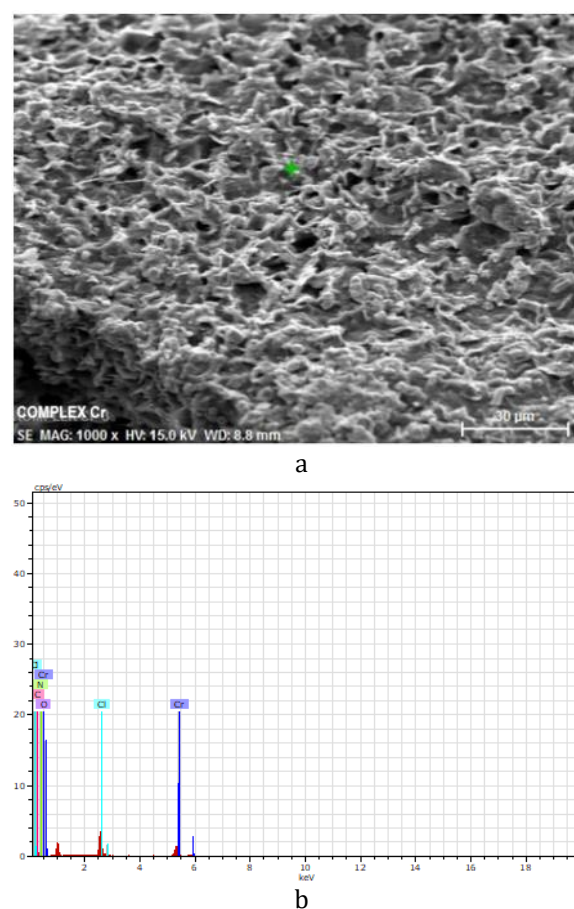 COMPLEX Cr
30 µm
SE MAG: 1000 x HV: 15.0 kV WD: 8.8 mm
a
cps/eV
50
40
30
Cr
N
20
C
O
Cl
Cr
10
0
2 4 6 8 10 12 14 16 18
keV
b